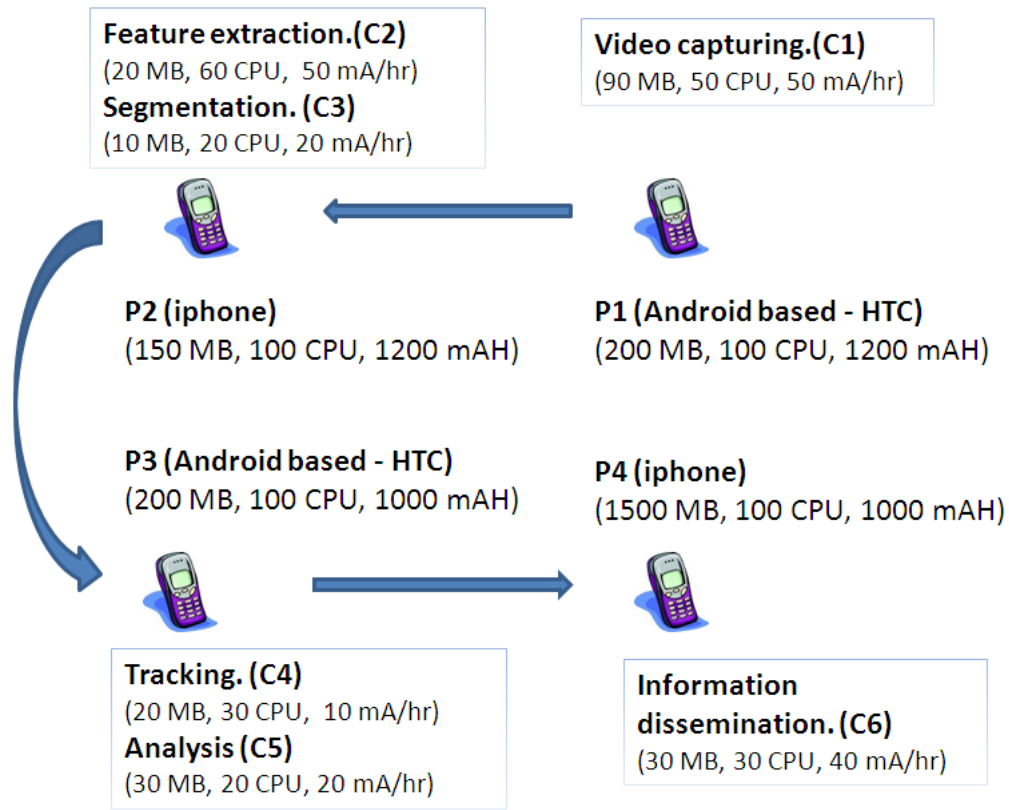 Feature extraction.(C2)
(20 MB, 60 CPU,  50 mA/hr)
Segmentation. (C3)
(10 MB, 20 CPU, 20 mA/hr)
Video capturing.(C1)
(90 MB, 50 CPU, 50 mA/hr)
P2 (iphone)
(150 MB, 100 CPU, 1200 mAH)
P1 (Android based - HTC)
(200 MB, 100 CPU, 1200 mAH)
P3 (Android based - HTC)
(200 MB, 100 CPU, 1000 mAH)
P4 (iphone)
(1500 MB, 100 CPU, 1000 mAH)
Tracking. (C4)
(20 MB, 30 CPU,  10 mA/hr)
Analysis (C5)
(30 MB, 20 CPU, 20 mA/hr)
Information
dissemination. (C6)
(30 MB, 30 CPU, 40 mA/hr)